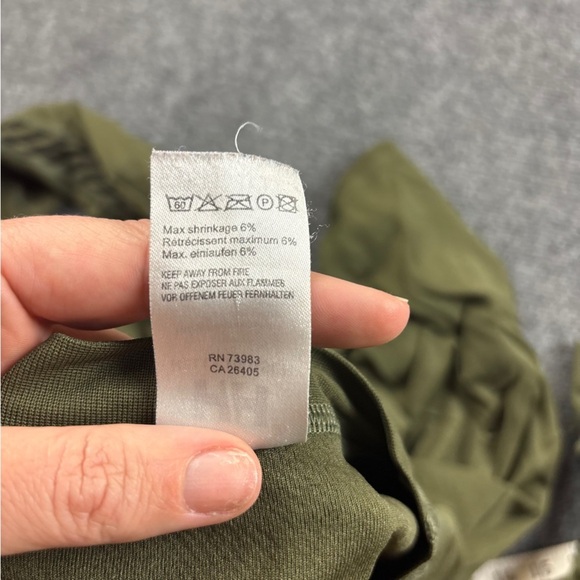 60 P
Max shrinkage 6%
Rétrécissent maximum 6%
Max. einlaufen 6%
KEEP AWAY FROM FIRE
NE PAS EXPOSER AUX FLAMMES
VOR OFFENEM FEUER FERNHALTEN
RN 73983
CA 26405